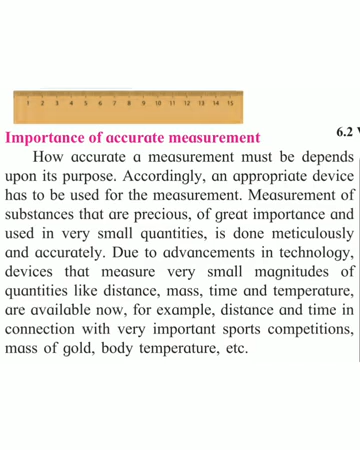 1 2 3 4 5 6 7 8 9 10 11 12 13 14 15
6.2
Importance of accurate measurement
How accurate a measurement must be depends
upon its purpose. Accordingly, an appropriate device
has to be used for the measurement. Measurement of
substances that are precious, of great importance and
used in very small quantities, is done meticulously
and accurately. Due to advancements in technology,
devices that measure very small magnitudes of
quantities like distance, mass, time and temperature,
are available now, for example, distance and time in
connection with very important sports competitions,
mass of gold, body temperature, etc.